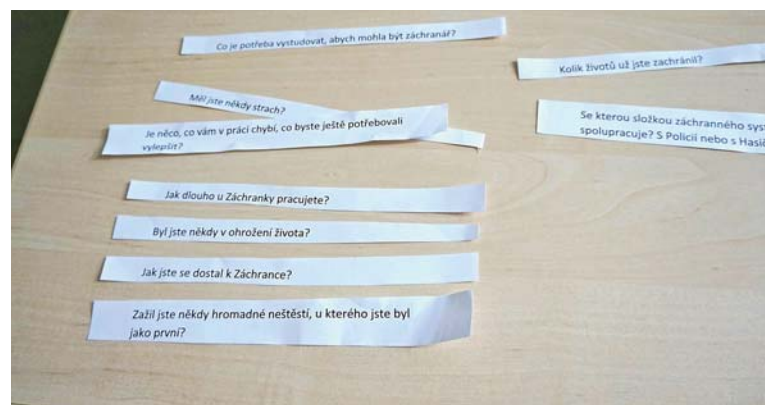 Co je potřeba vystudovat, abych mohla být záchranář?
Měl jste někdy strach?
Je něco, co vám v práci chybí, co byste ještě potřebovali
vylepšit?
Jak dlouho u Záchranky pracujete?
Byl jste někdy v ohrožení života?
Jak jste se dostal k Záchrance?
Zažil jste někdy hromadné neštěstí, u kterého jste byl
jako první?
Kolik životů už jste zachránil?
Se kterou složkou záchranného sys
spolupracuje? S Policií nebo s Hasič